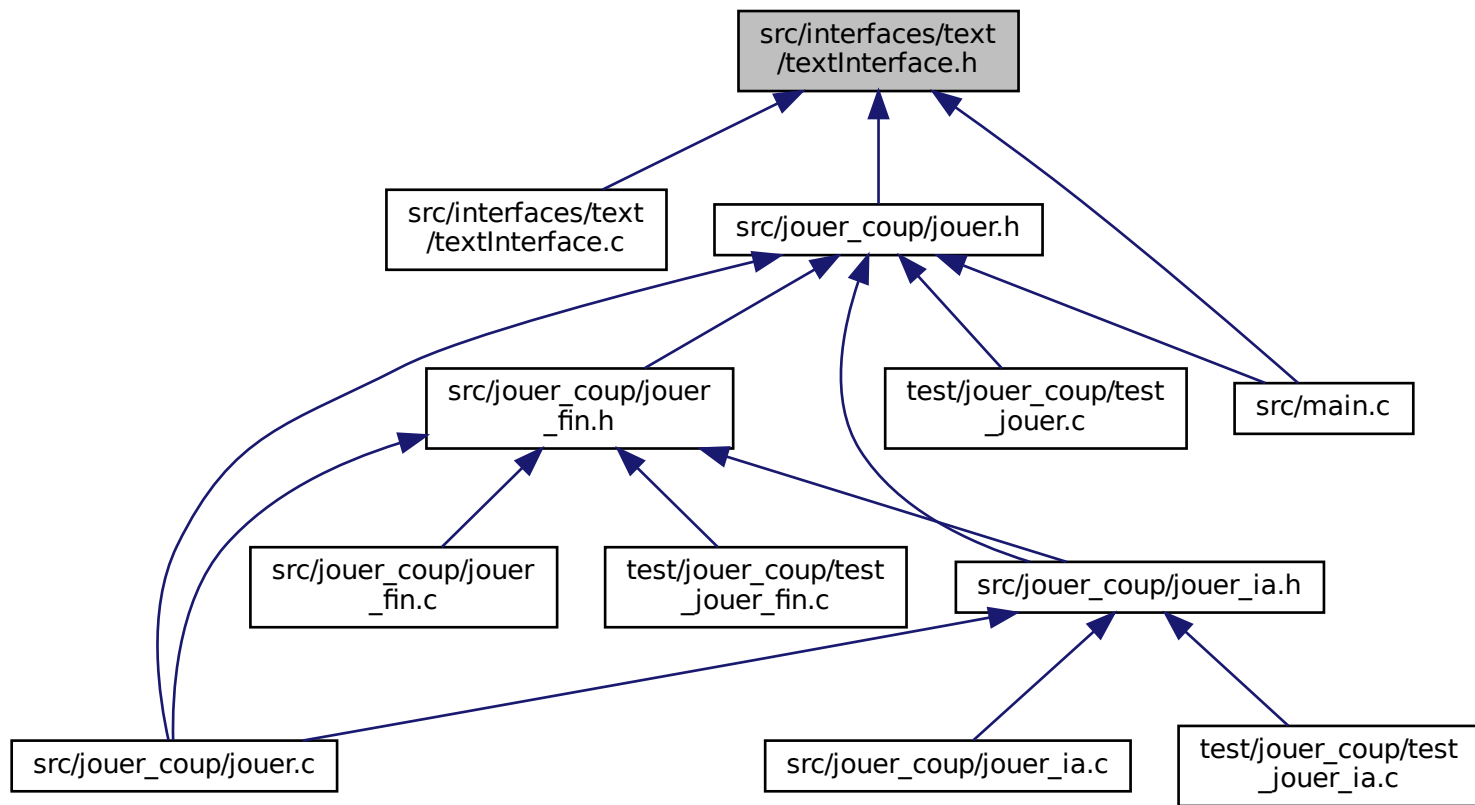 src/interfaces/text
/textInterface.h
src/interfaces/text
/textInterface.c
src/jouer_coup/jouer.h
src/jouer_coup/jouer
_fin.h
test/jouer_coup/test
_jouer.c
src/main.c
src/jouer_coup/jouer
_fin.c
test/jouer_coup/test
_jouer_fin.c
src/jouer_coup/jouer_ia.h
src/jouer_coup/jouer.c
src/jouer_coup/jouer_ia.c
test/jouer_coup/test
_jouer_ia.c